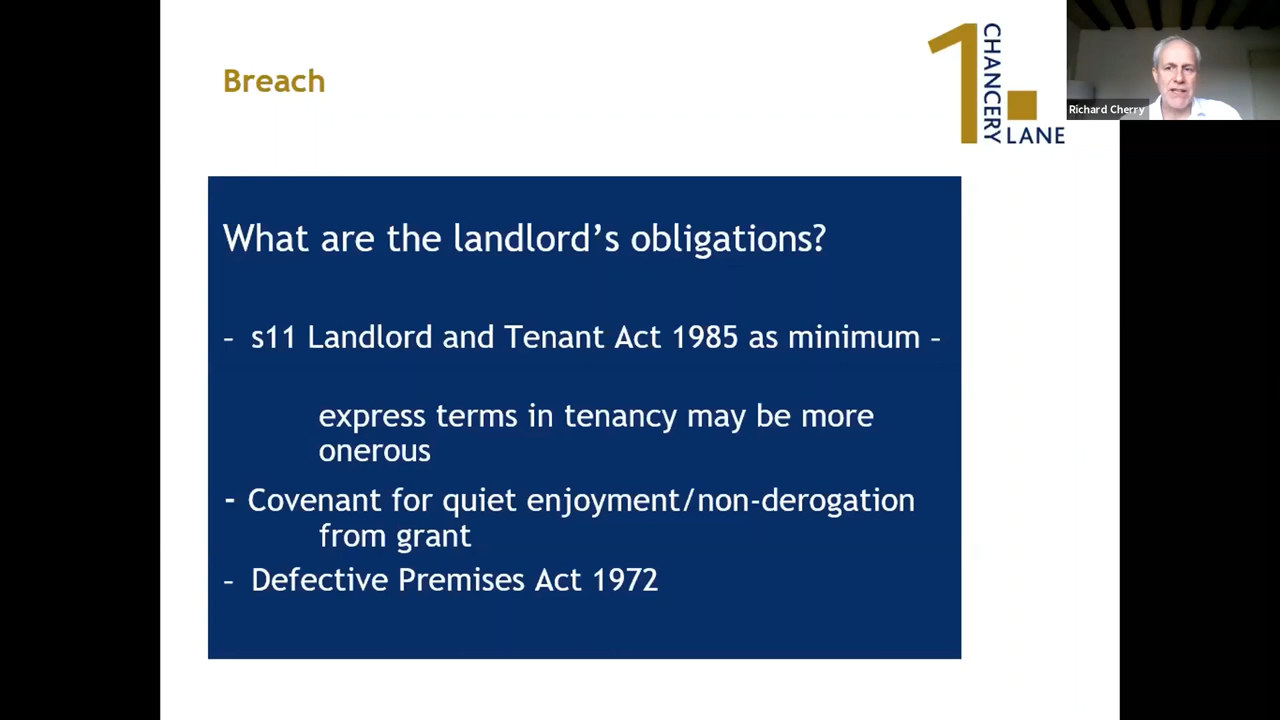 Breach
1 CHANCERY LANE
Richard Cherry
What are the landlord’s obligations?
– s11 Landlord and Tenant Act 1985 as minimum –
express terms in tenancy may be more
onerous
- Covenant for quiet enjoyment/non-derogation
from grant
– Defective Premises Act 1972